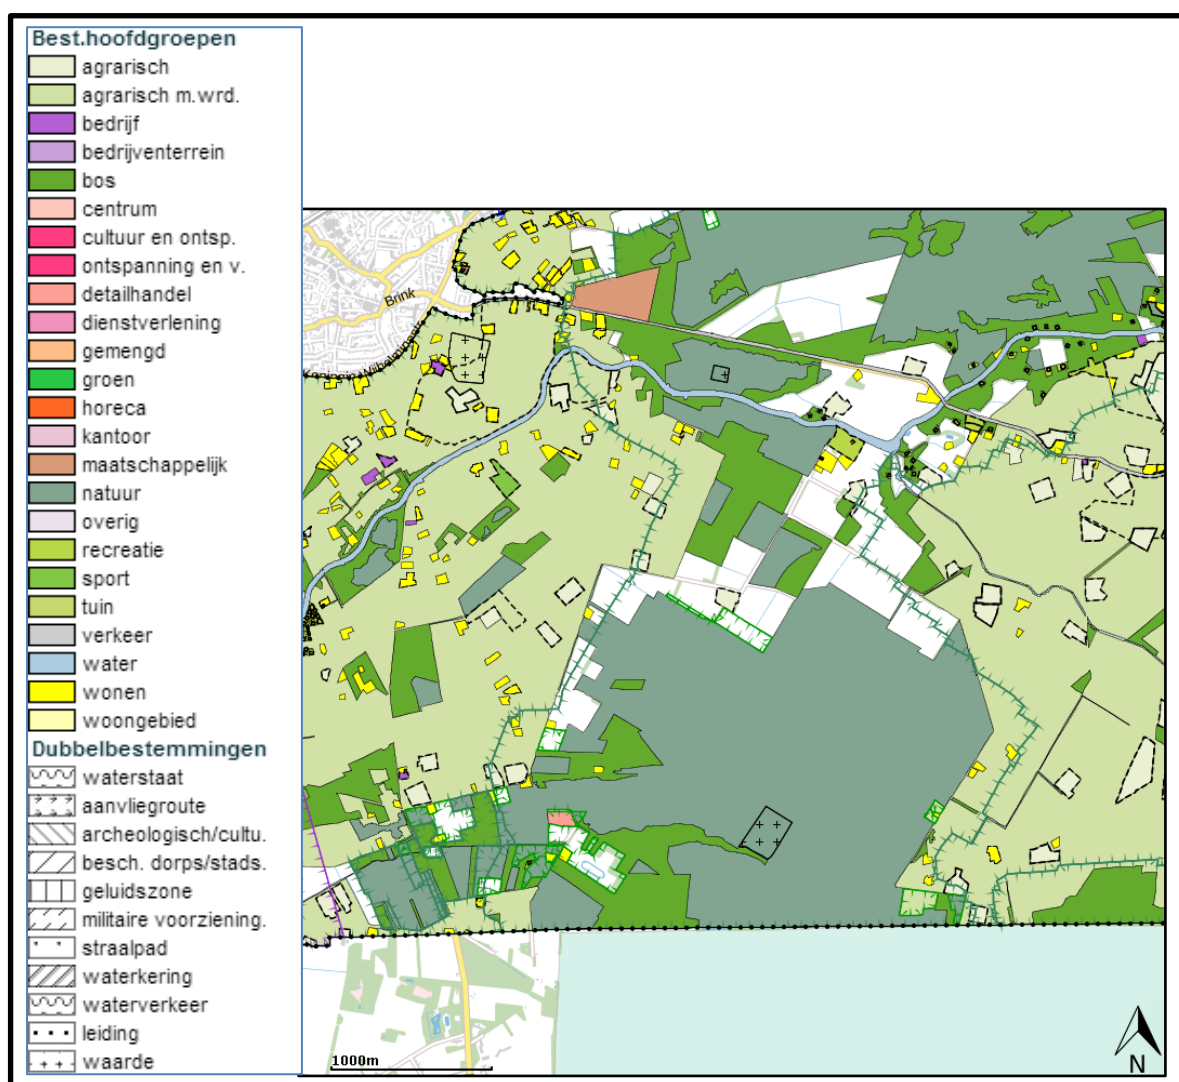 Best.hoofdgroepen
agrarisch
agrarisch m.wrd.
bedrijf
bedrijventerrein
bos
centrum
cultuur en ontsp.
ontspanning en v.
detailhandel
dienstverlening
gemengd
groen
horeca
kantoor
maatschappelijk
natuur
overig
recreatie
sport
tuin
verkeer
water
wonen
woongebied
Dubbelbestemmingen
waterstaat
aanvliegroute
archeologisch/cultu.
besch. dorps/stads.
geluidszone
militaire voorziening.
straalpad
waterkering
waterverkeer
leiding
waarde
Brink
1000m
N